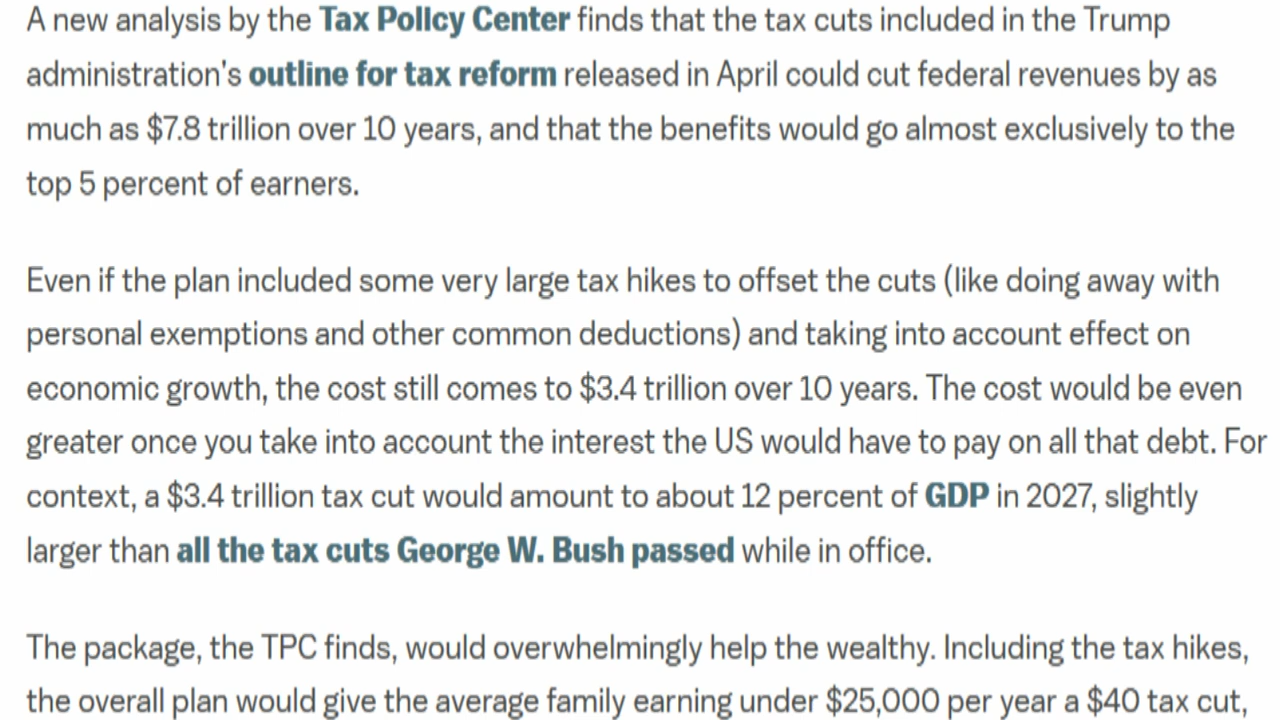 A new analysis by the Tax Policy Center finds that the tax cuts included in the Trump
administration's outline for tax reform released in April could cut federal revenues by as
much as $7.8 trillion over 10 years, and that the benefits would go almost exclusively to the
top 5 percent of earners.
Even if the plan included some very large tax hikes to offset the cuts (like doing away with
personal exemptions and other common deductions) and taking into account effect on
economic growth, the cost still comes to $3.4 trillion over 10 years. The cost would be even
greater once you take into account the interest the US would have to pay on all that debt. For
context, a $3.4 trillion tax cut would amount to about 12 percent of GDP in 2027, slightly
larger than all the tax cuts George W. Bush passed while in office.
The package, the TPC finds, would overwhelmingly help the wealthy. Including the tax hikes,
the overall plan would give the average family earning under $25,000 per year a $40 tax cut,